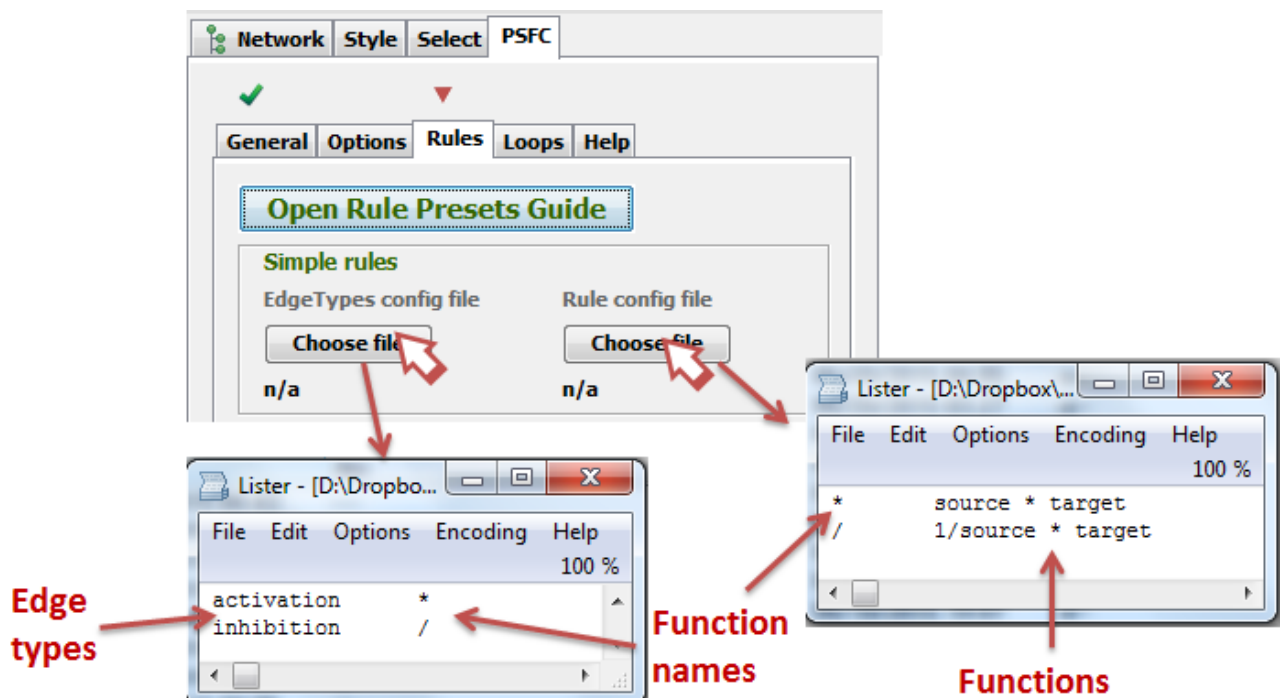 Network Style Select PSFC
General Options Rules Loops Help
Open Rule Presets Guide
Simple rules
EdgeTypes config file Rule config file
Choose file Choose file
n/a n/a
Lister - [D:\Dropbox\...
File Edit Options Encoding Help
100 %
* source * target
/ 1/source * target
Lister - [D:\Dropbo...
File Edit Options Encoding Help
100 %
activation *
inhibition /
Edge
types
Function
names
Functions